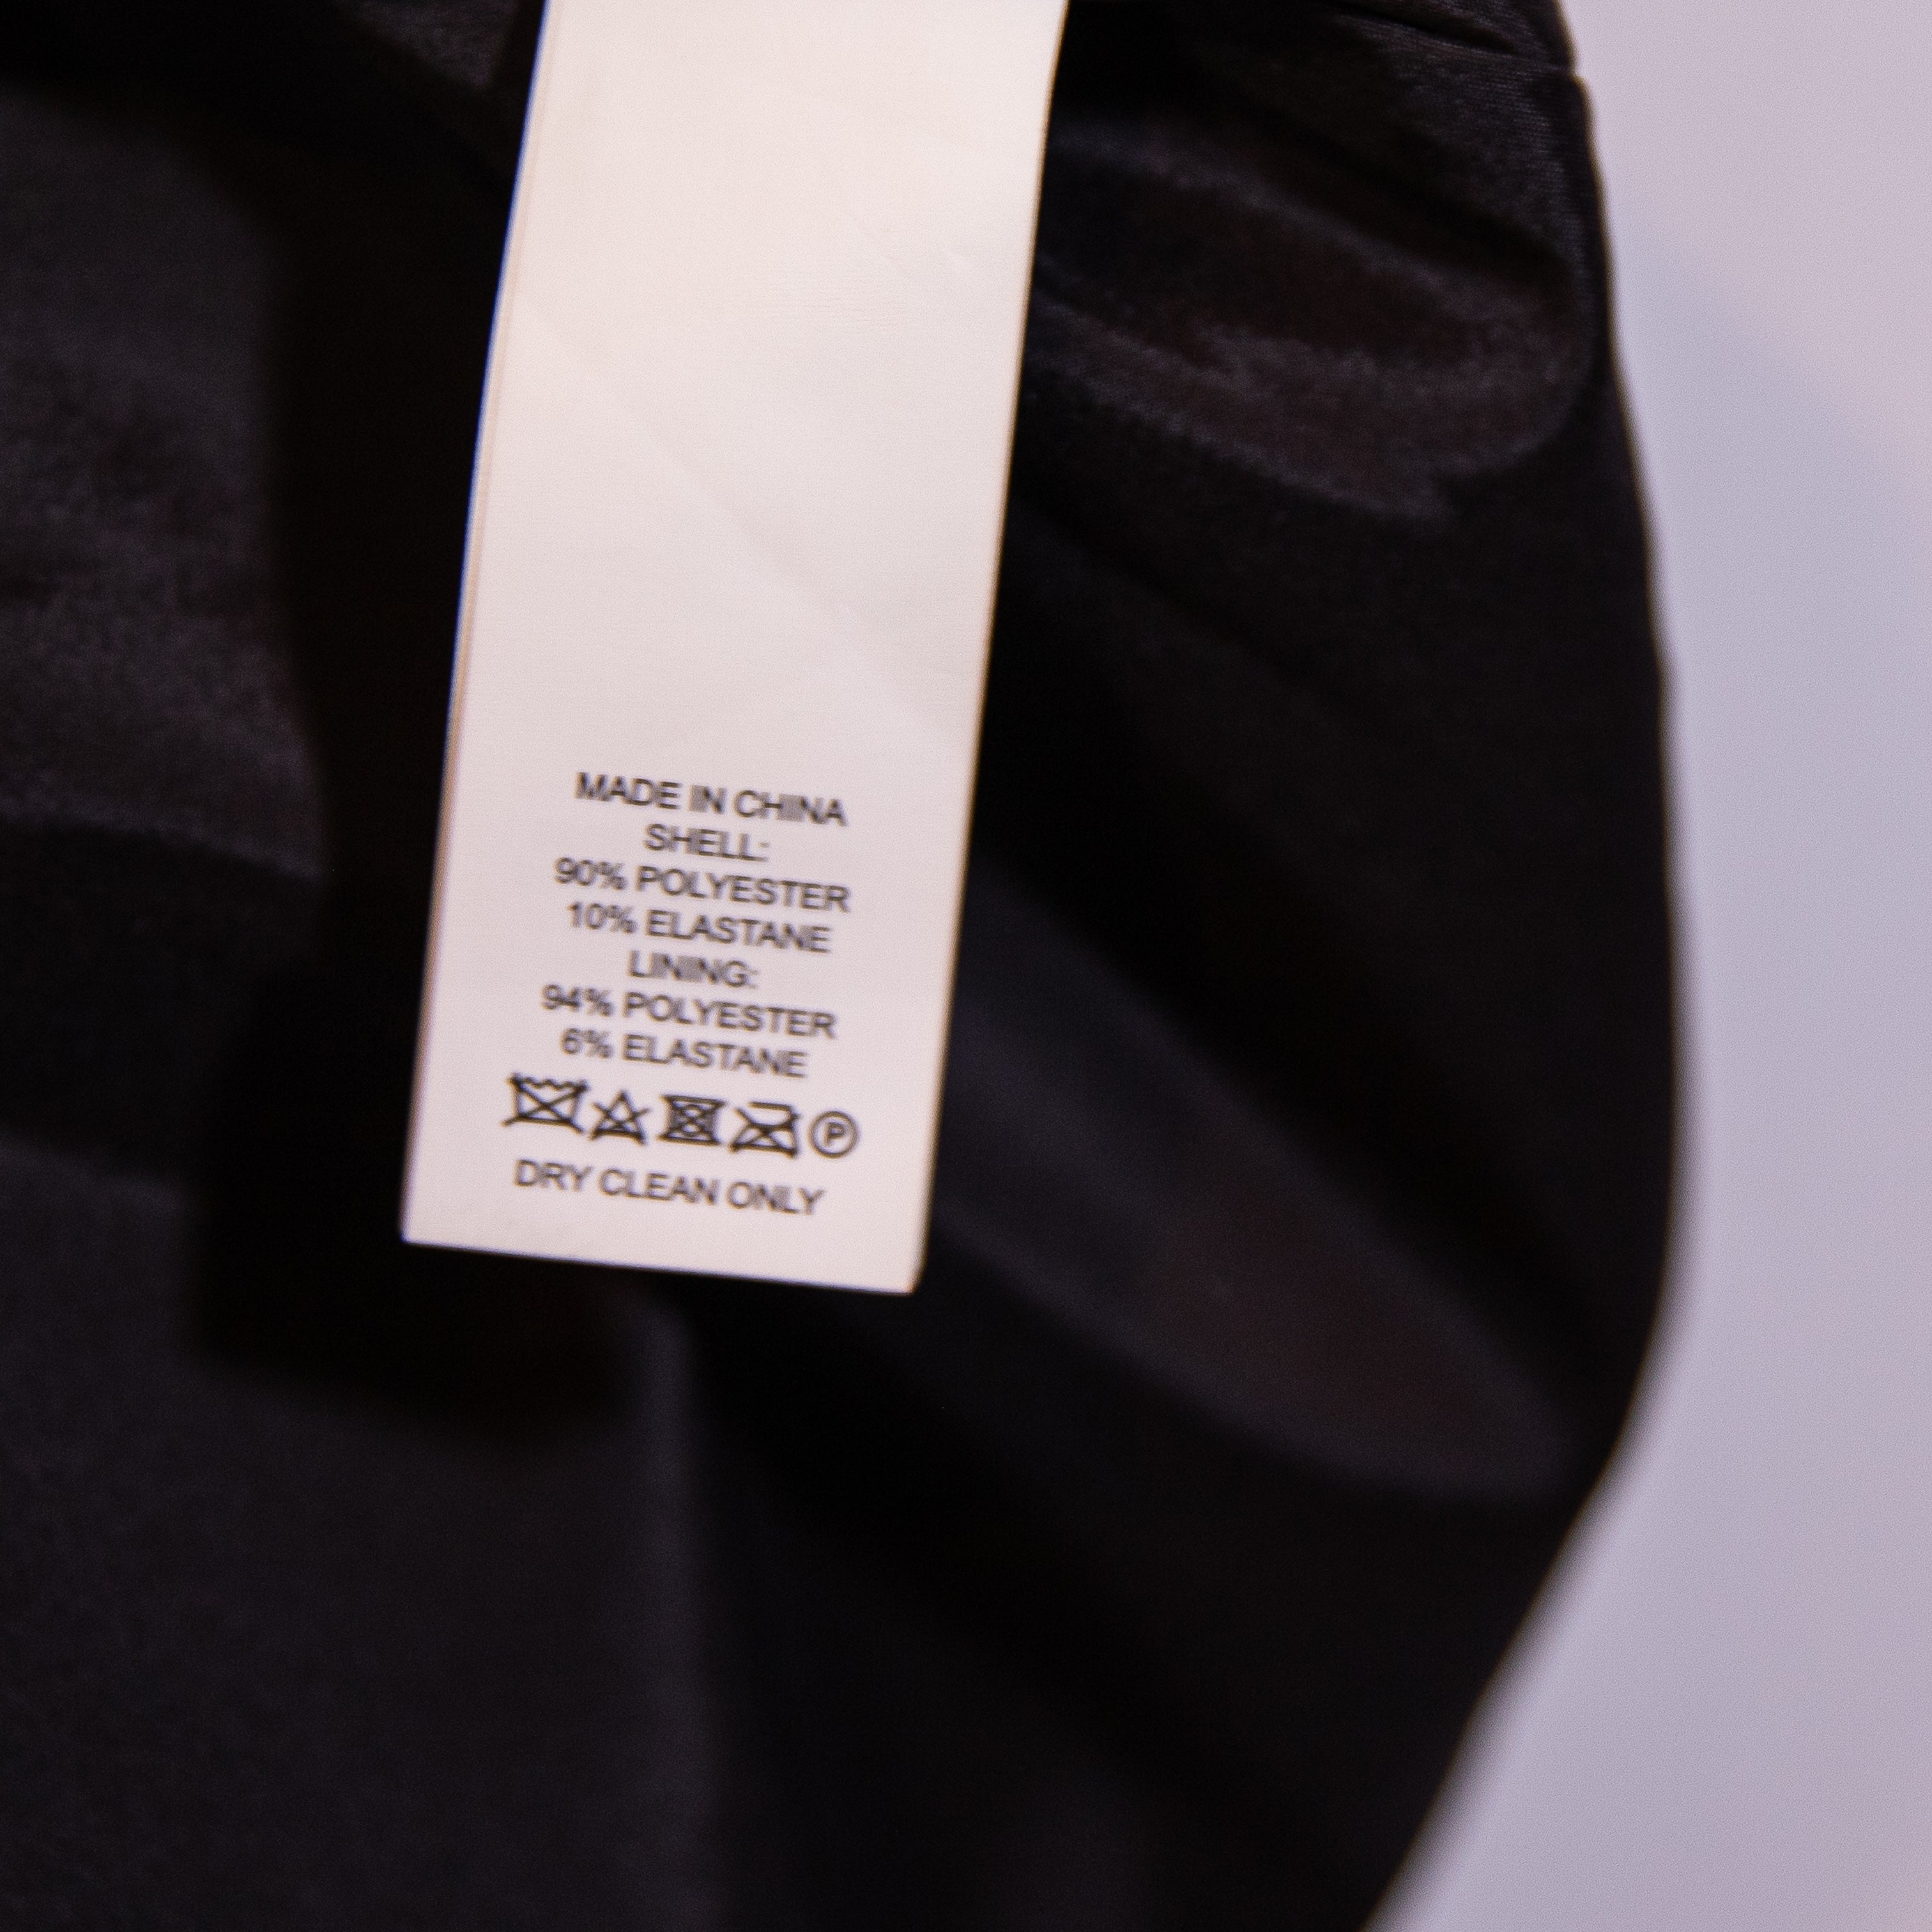 MADE IN CHINA
SHELL:
90% POLYESTER
10% ELASTANE
LINING:
94% POLYESTER
6% ELASTANE
P
DRY CLEAN ONLY